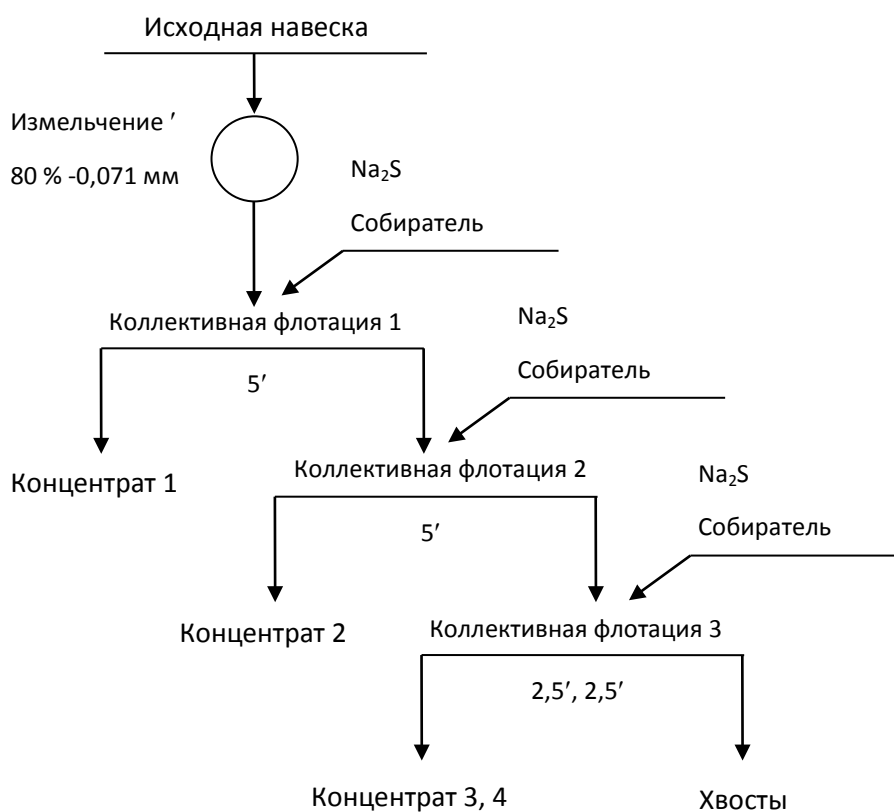 Исходная навеска
Измельчение ′
80 % -0,071 мм
Na₂S
Собиратель
Коллективная флотация 1
5′
Na₂S
Собиратель
Концентрат 1
Коллективная флотация 2
5′
Na₂S
Собиратель
Концентрат 2
Коллективная флотация 3
2,5′, 2,5′
Концентрат 3, 4
Хвосты